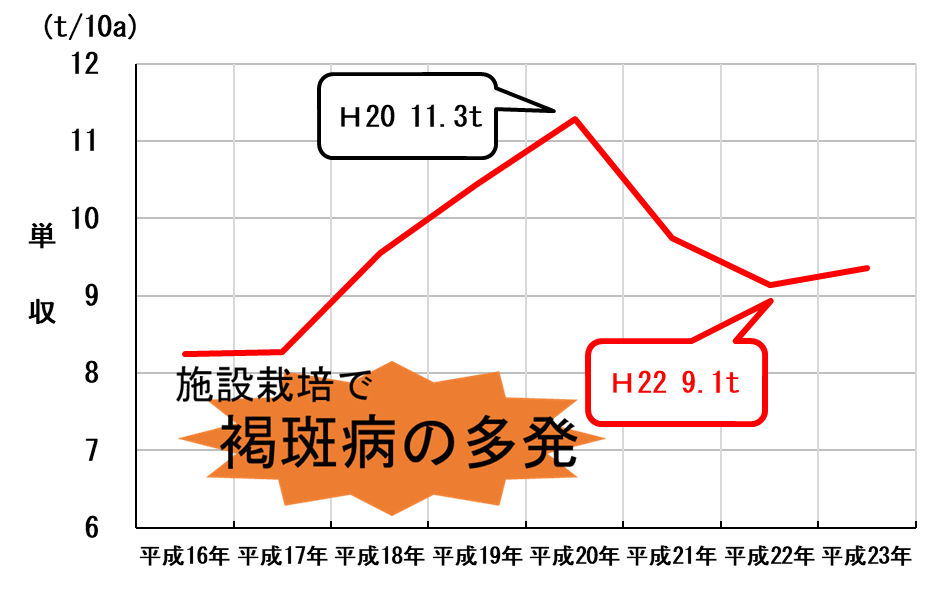 (t/10a)
12
11
10
9
8
7
6
単
収
Ｈ20 11.3t
Ｈ22 9.1t
施設栽培で
褐斑病の多発
平成16年 平成17年 平成18年 平成19年 平成20年 平成21年 平成22年 平成23年